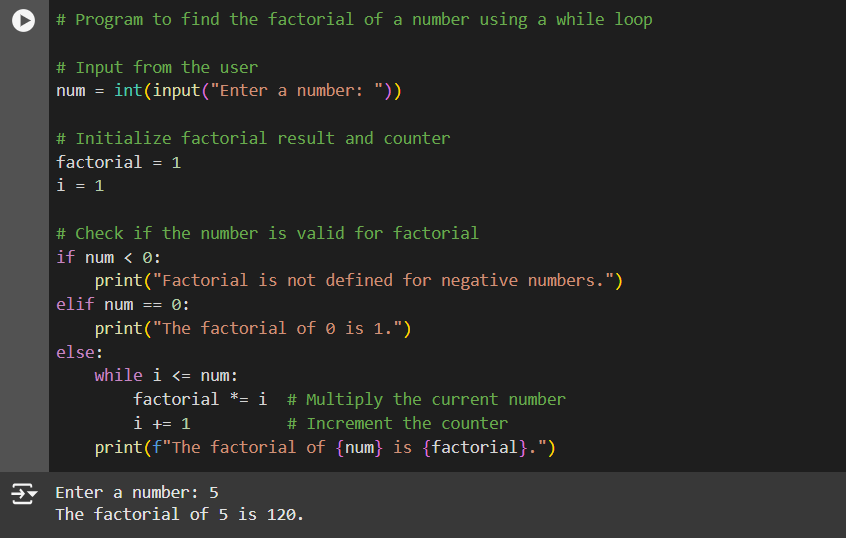 # Program to find the factorial of a number using a while loop
# Input from the user
num = int(input("Enter a number: "))
# Initialize factorial result and counter
factorial = 1
i = 1
# Check if the number is valid for factorial
if num < 0:
    print("Factorial is not defined for negative numbers.")
elif num == 0:
    print("The factorial of 0 is 1.")
else:
    while i <= num:
        factorial *= i  # Multiply the current number
        i += 1          # Increment the counter
    print(f"The factorial of {num} is {factorial}.")
Enter a number: 5
The factorial of 5 is 120.